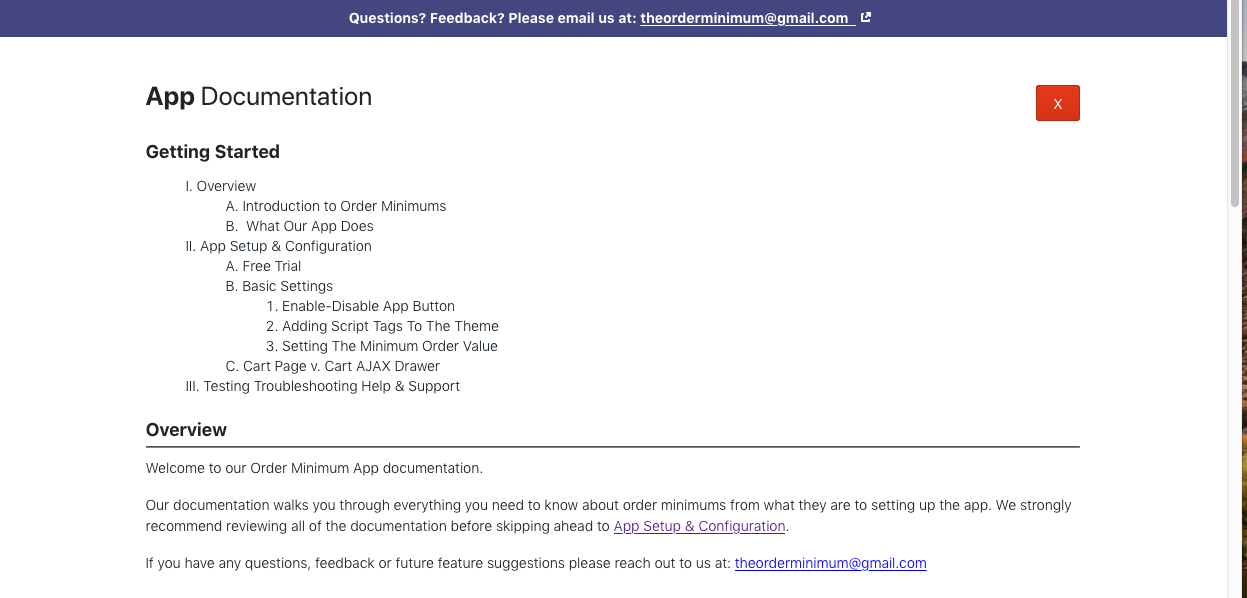 Questions? Feedback? Please email us at: theorderminimum@gmail.com
App Documentation
X
Getting Started
I. Overview
A. Introduction to Order Minimums
B. What Our App Does
II. App Setup & Configuration
A. Free Trial
B. Basic Settings
1. Enable-Disable App Button
2. Adding Script Tags To The Theme
3. Setting The Minimum Order Value
C. Cart Page v. Cart AJAX Drawer
III. Testing Troubleshooting Help & Support
Overview
Welcome to our Order Minimum App documentation.
Our documentation walks you through everything you need to know about order minimums from what they are to setting up the app. We strongly
recommend reviewing all of the documentation before skipping ahead to App Setup & Configuration.
If you have any questions, feedback or future feature suggestions please reach out to us at: theorderminimum@gmail.com